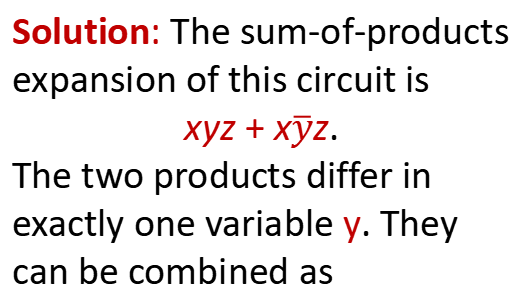 Solution: The sum-of-products
expansion of this circuit is
xyz + xȳz.
The two products differ in
exactly one variable y. They
can be combined as